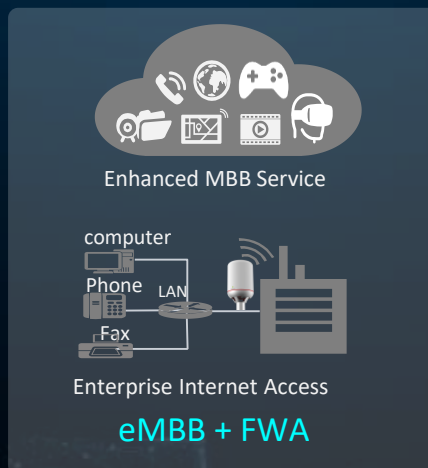 Enhanced MBB Service
computer
Phone
LAN
Fax
Enterprise Internet Access
eMBB + FWA